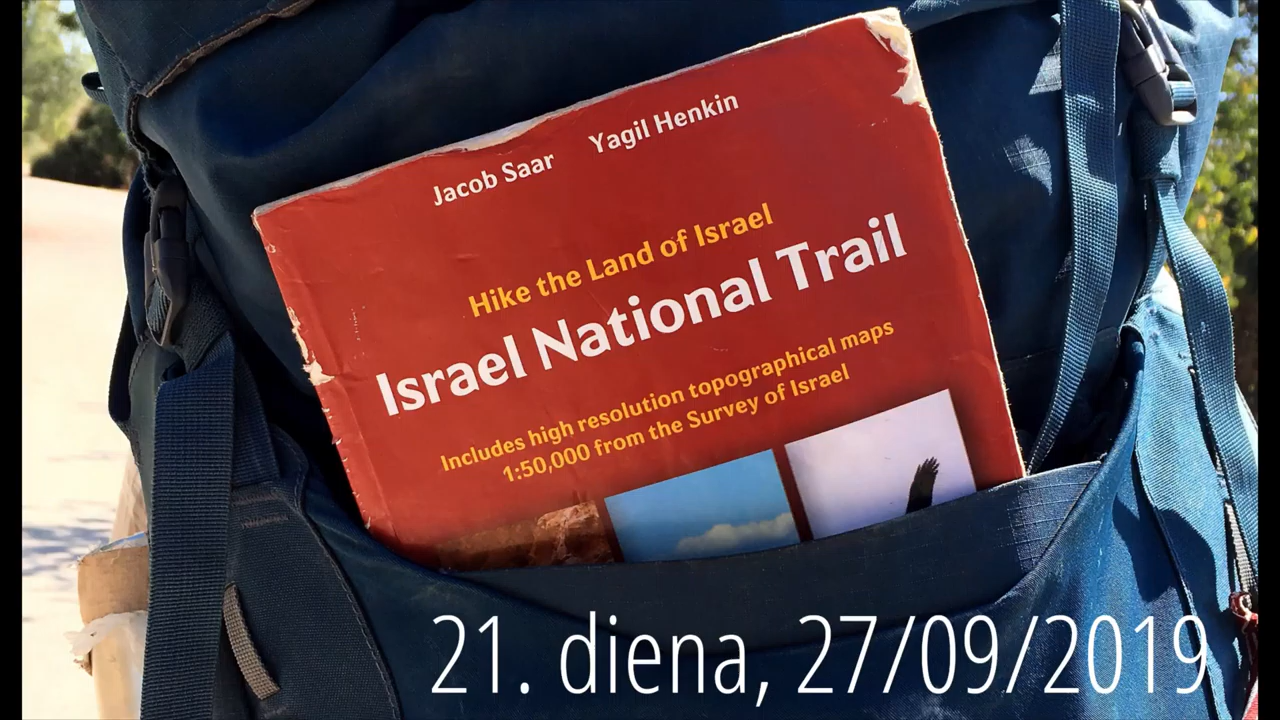 Jacob Saar Yagil Henkin
Hike the Land of Israel
Israel National Trail
Includes high resolution topographical maps
1:50,000 from the Survey of Israel
21. diena, 27/09/2019